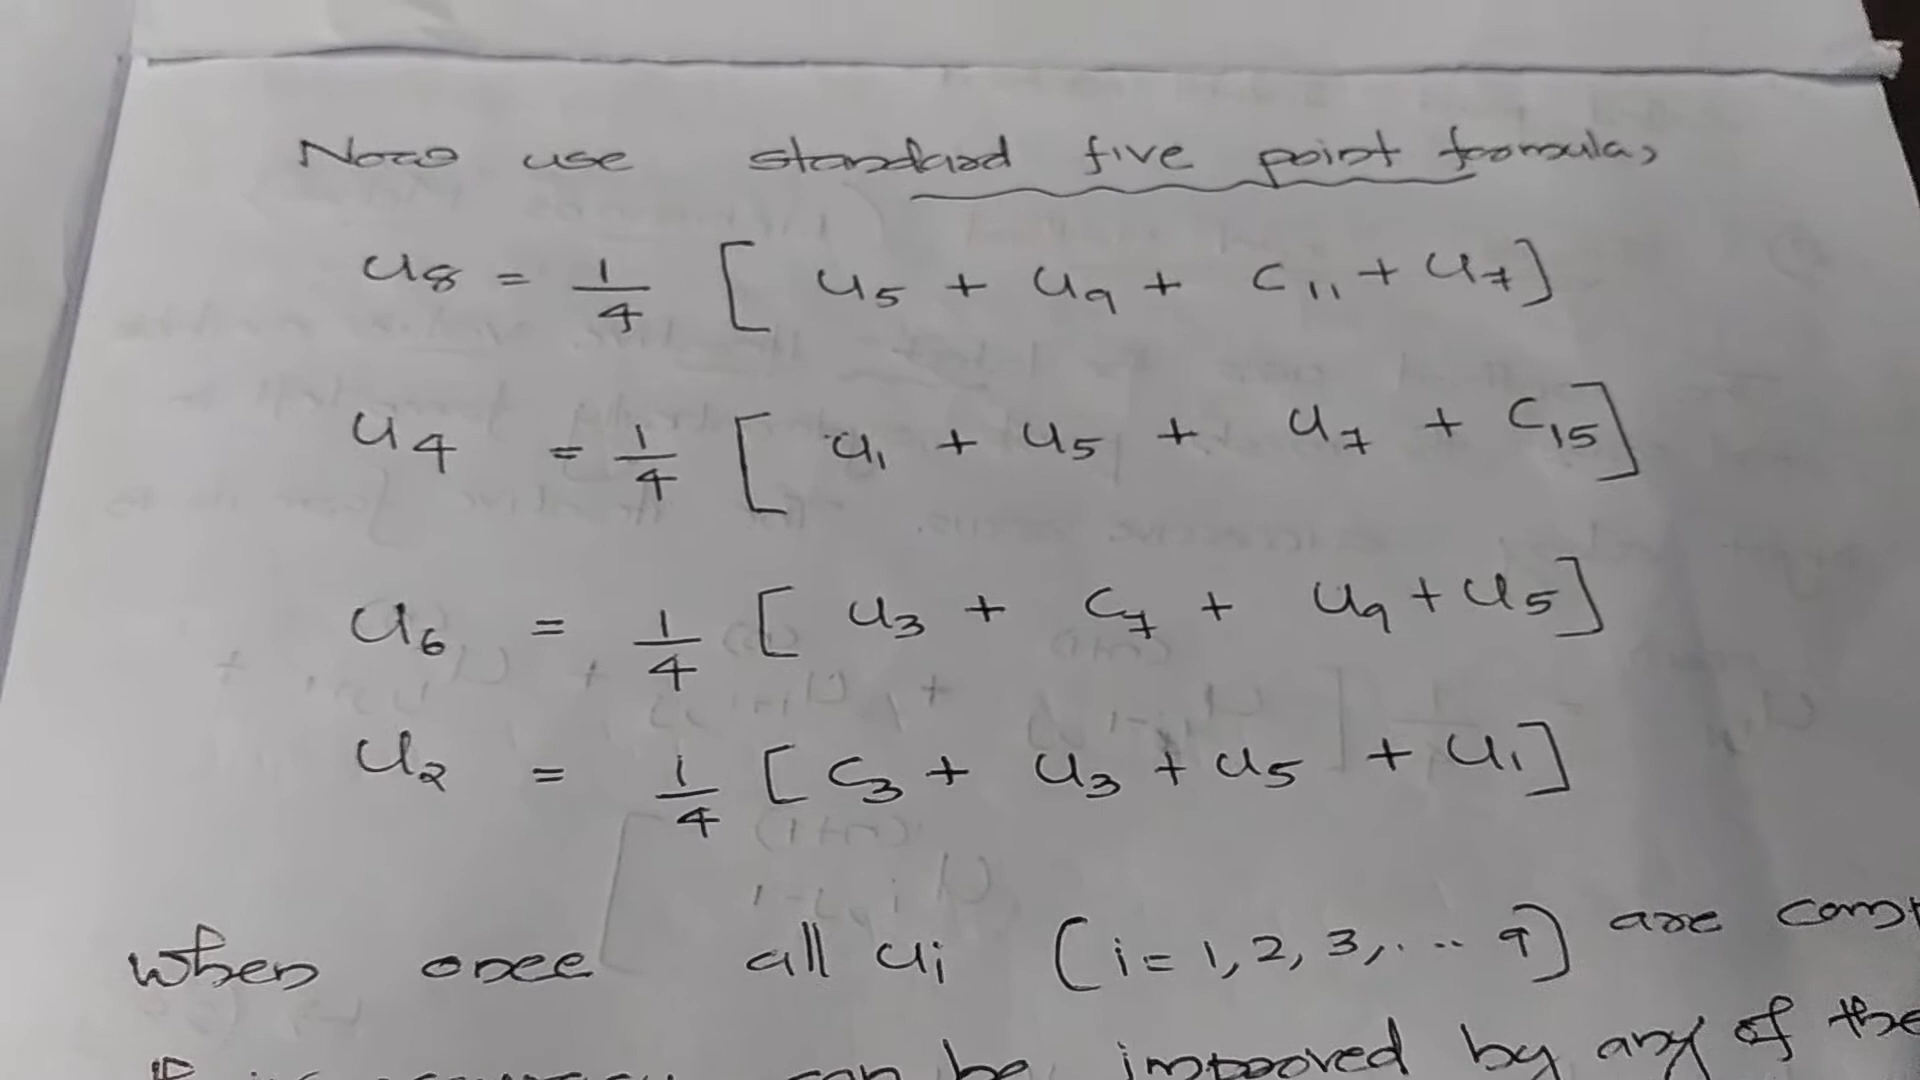 Now use standard five point formula,
u₈ = 1/4 [ u₅ + u₉ + c₁₁ + u₇]
u₄ = 1/4 [ u₁ + u₅ + u₇ + c₁₅]
u₆ = 1/4 [ u₃ + c₇ + u₉ + u₅]
u₂ = 1/4 [ c₃ + u₃ + u₅ + u₁]
when once all uᵢ (i = 1, 2, 3, ... 9) are
can be improved by any of the